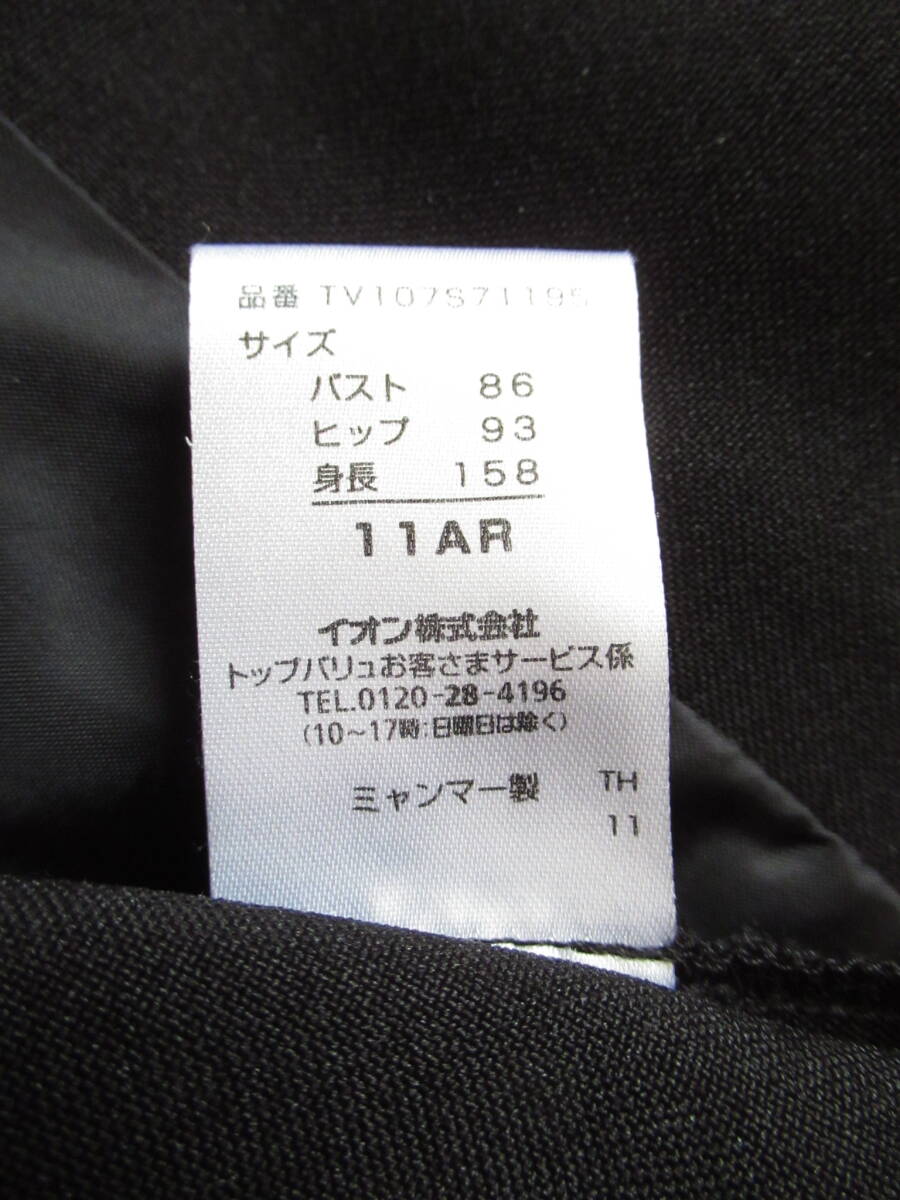 品番 TV107S71195
サイズ
バスト 86
ヒップ 93
身長 158
11AR
イオン株式会社
トップバリュお客さまサービス係
TEL.0120-28-4196
(10～17時:日曜日は除く)
ミャンマー製 TH
11